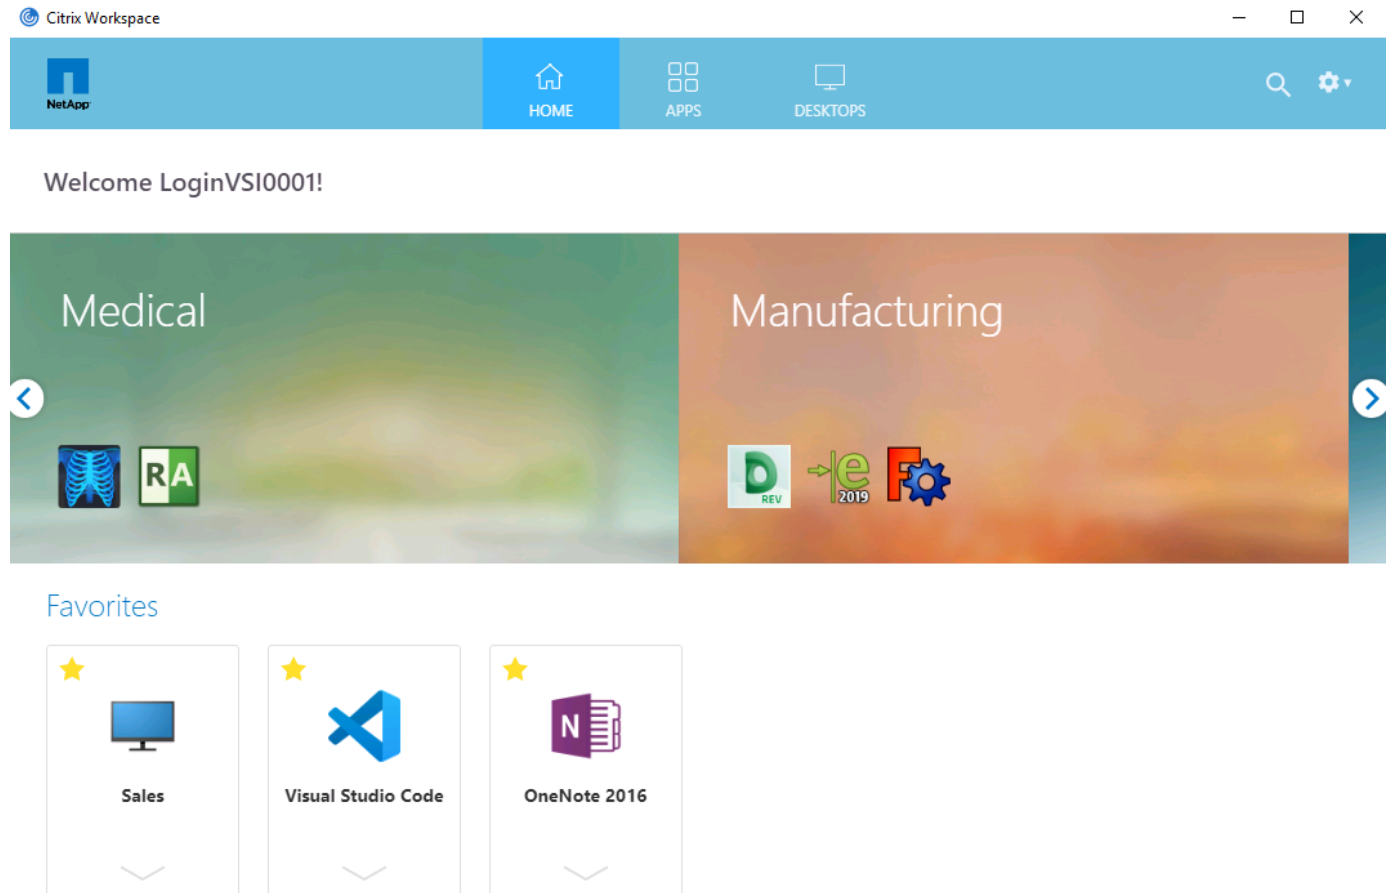 Citrix Workspace
NetApp
HOME
APPS
DESKTOPS
Welcome LoginVSI0001!
Medical
Manufacturing
RA
D
REV
e
2019
F
Favorites
N
Sales
Visual Studio Code
OneNote 2016